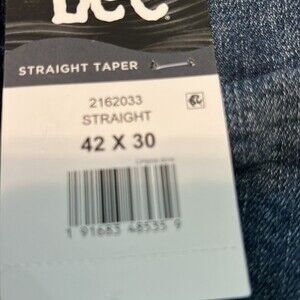 Lee
STRAIGHT TAPER
2162033
STRAIGHT
42 X 30
1 91683 48535 9